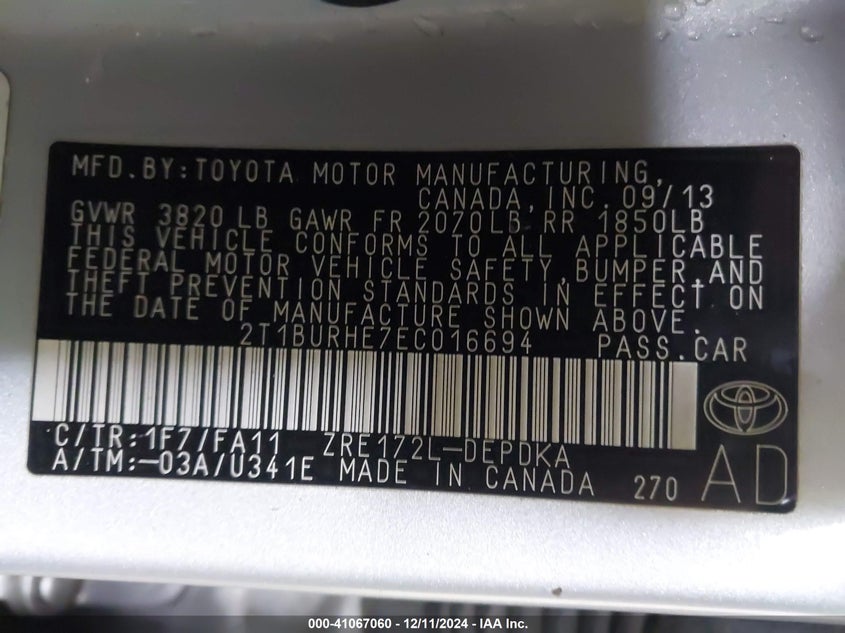 MFD.BY:TOYOTA MOTOR MANUFACTURING,
CANADA, INC. 09/13
GVWR 3820 LB GAWR FR 2070LB RR 1850LB
THIS VEHICLE CONFORMS TO ALL APPLICABLE
FEDERAL MOTOR VEHICLE SAFETY, BUMPER, AND
THEFT PREVENTION STANDARDS IN EFFECT ON
THE DATE OF MANUFACTURE SHOWN ABOVE.
2T1BURHE7EC016694 PASS.CAR
C/TR:1F7/FA11 ZRE172L-DEPDKA
A/TM:-03A/U341E MADE IN CANADA 270 AD
000-41067060 - 12/11/2024 - IAA Inc.